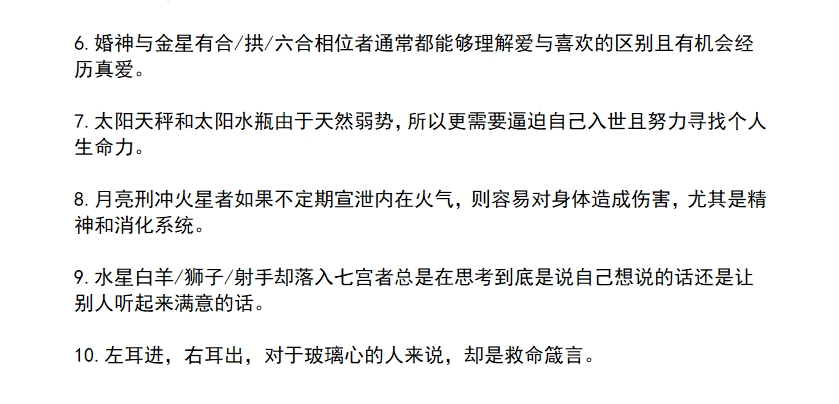 6. 婚神与金星有合/拱/六合相位者通常都能够理解爱与喜欢的区别且有机会经
历真爱。
7. 太阳天秤和太阳水瓶由于天然弱势，所以更需要逼迫自己入世且努力寻找个人
生命力。
8. 月亮刑冲火星者如果不定期宣泄内在火气，则容易对身体造成伤害，尤其是精
神和消化系统。
9. 水星白羊/狮子/射手却落入七宫者总是在思考到底是说自己想说的话还是让
别人听起来满意的话。
10. 左耳进，右耳出，对于玻璃心的人来说，却是救命箴言。